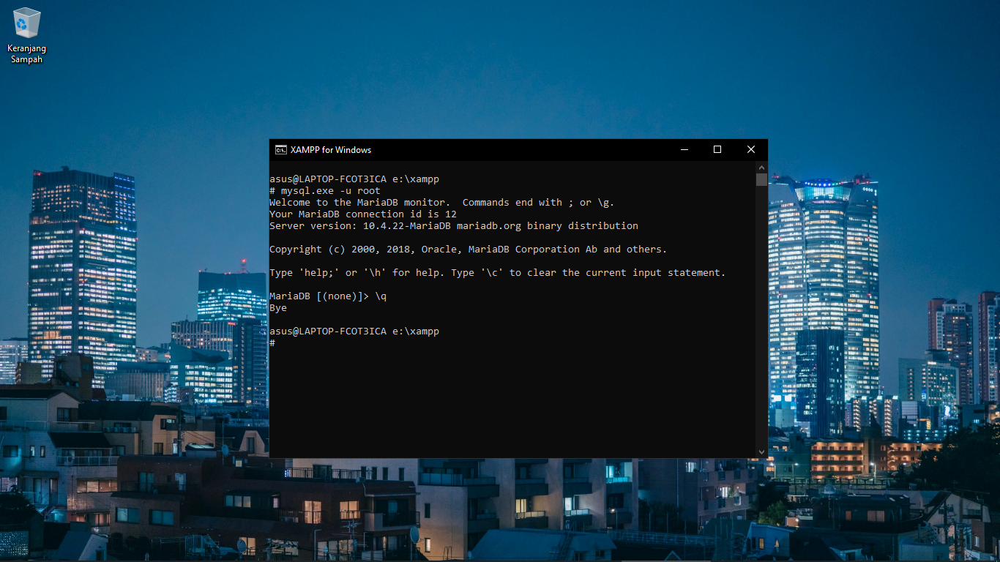 Keranjang
Sampah
XAMPP for Windows
asus@LAPTOP-FCOT3ICA e:\xampp
# mysql.exe -u root
Welcome to the MariaDB monitor.  Commands end with ; or \g.
Your MariaDB connection id is 12
Server version: 10.4.22-MariaDB mariadb.org binary distribution
Copyright (c) 2000, 2018, Oracle, MariaDB Corporation Ab and others.
Type 'help;' or '\h' for help. Type '\c' to clear the current input statement.
MariaDB [(none)]> \q
Bye
asus@LAPTOP-FCOT3ICA e:\xampp
#